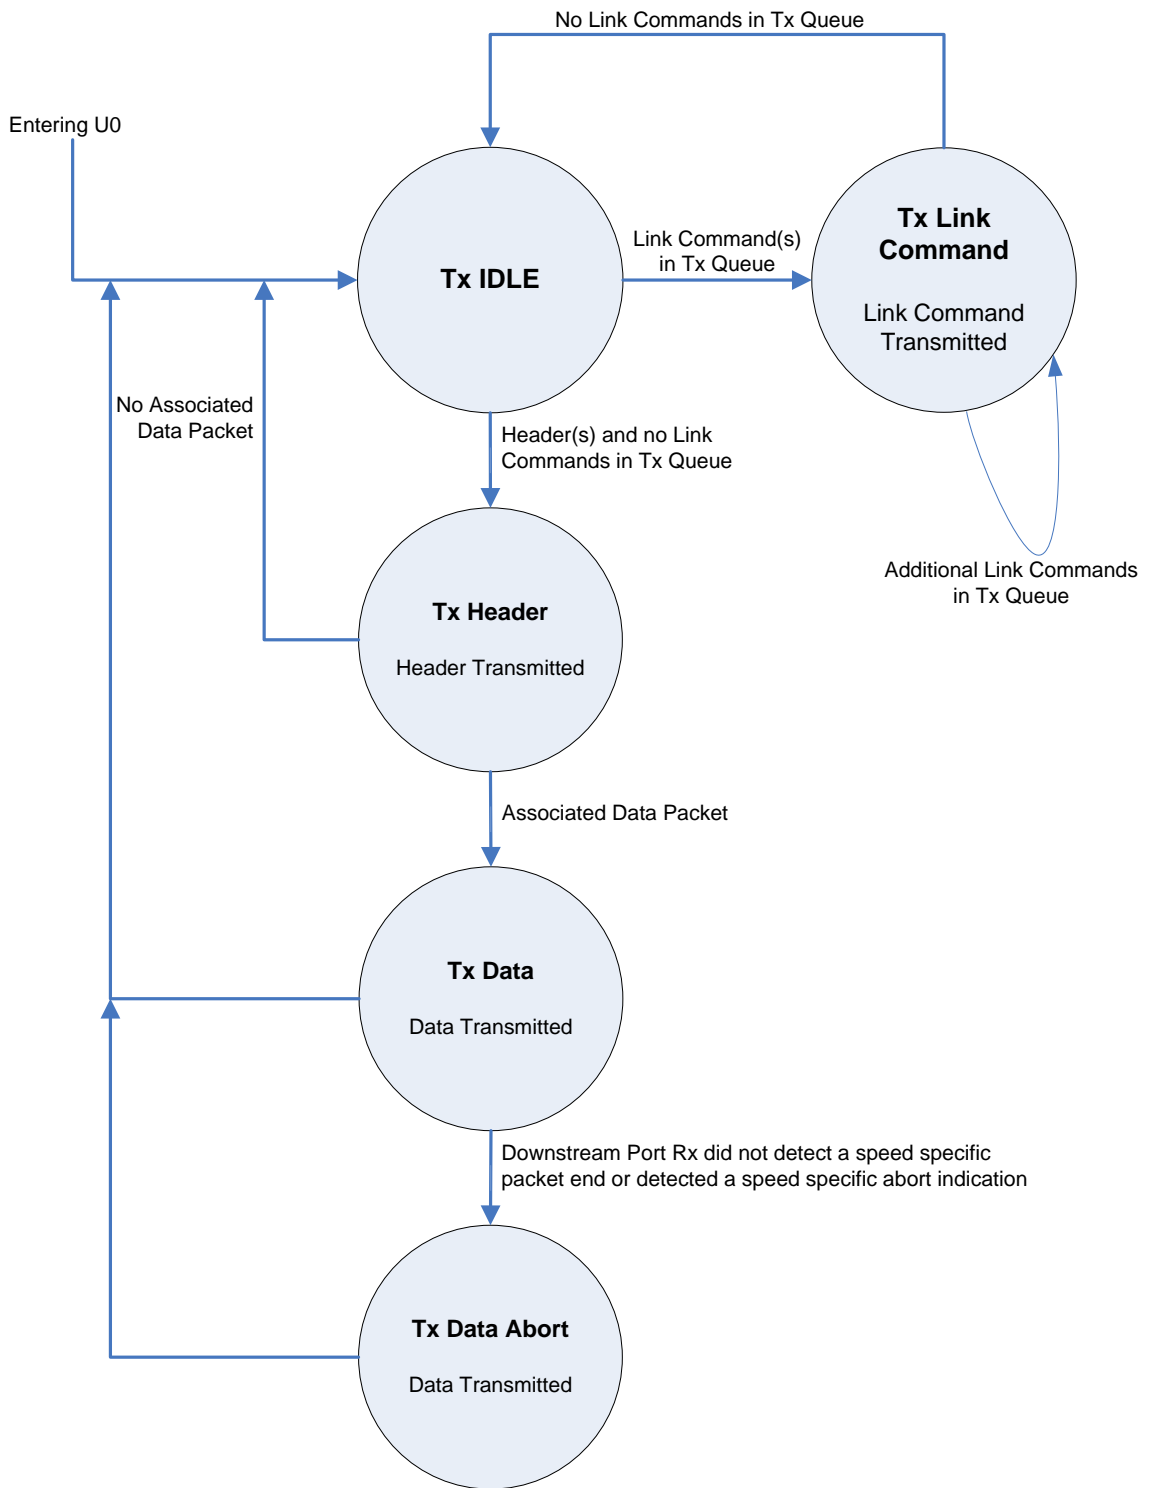 No Link Commands in Tx Queue
Entering U0
Tx IDLE
Link Command(s)
in Tx Queue
Tx Link
Command
Link Command
Transmitted
No Associated
Data Packet
Header(s) and no Link
Commands in Tx Queue
Additional Link Commands
in Tx Queue
Tx Header
Header Transmitted
Associated Data Packet
Tx Data
Data Transmitted
Downstream Port Rx did not detect a speed specific
packet end or detected a speed specific abort indication
Tx Data Abort
Data Transmitted